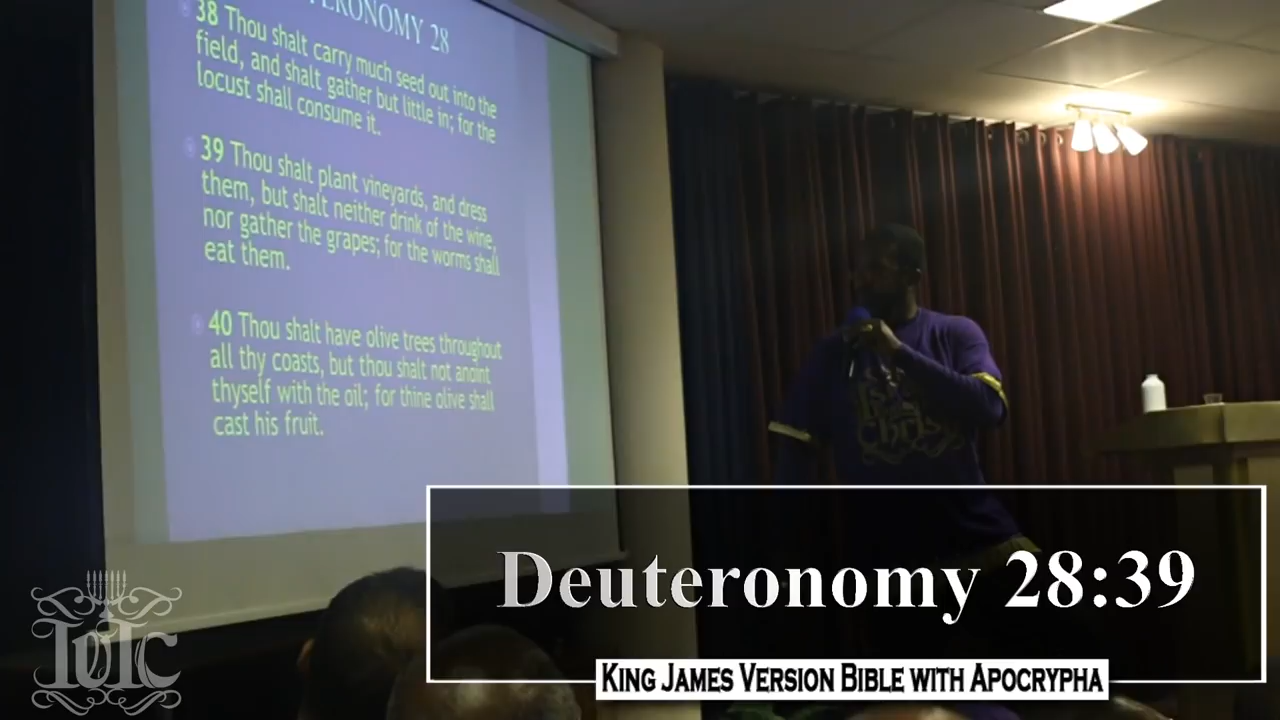 TERONOMY 28
38 Thou shalt carry much seed out into the
field, and shalt gather but little in; for the
locust shall consume it.
39 Thou shalt plant vineyards, and dress
them, but shalt neither drink of the wine,
nor gather the grapes; for the worms shall
eat them.
40 Thou shalt have olive trees throughout
all thy coasts, but thou shalt not anoint
thyself with the oil; for thine olive shall
cast his fruit.
Christ
IUIC
Deuteronomy 28:39
KING JAMES VERSION BIBLE WITH APOCRYPHA